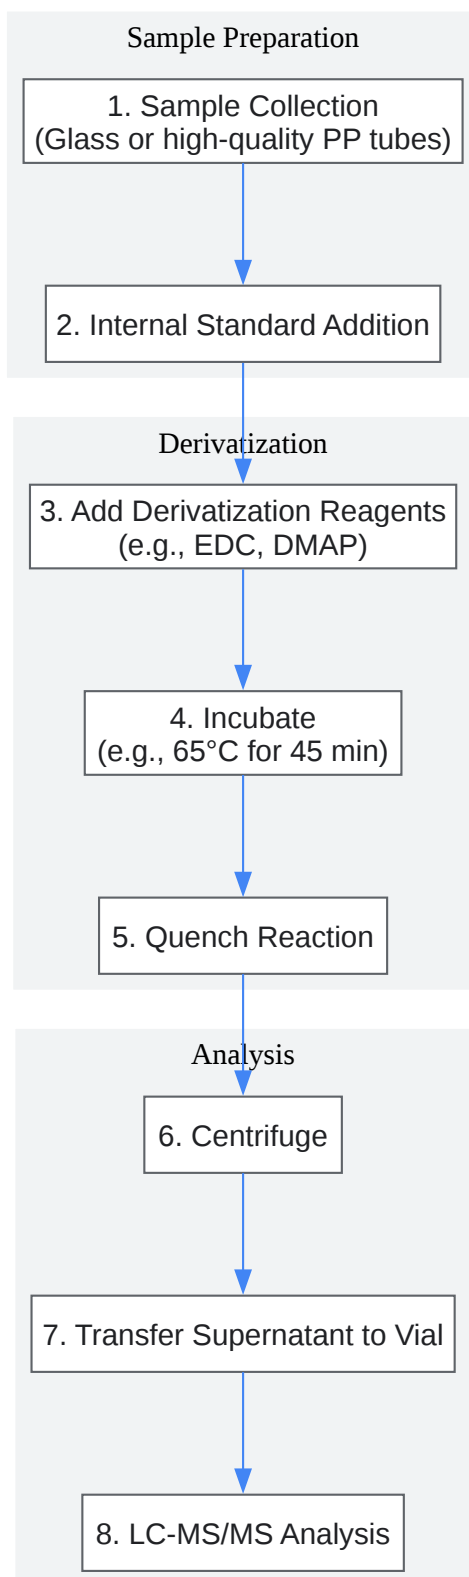 Sample Preparation
1. Sample Collection
(Glass or high-quality PP tubes)
2. Internal Standard Addition
Derivatization
3. Add Derivatization Reagents
(e.g., EDC, DMAP)
4. Incubate
(e.g., 65°C for 45 min)
5. Quench Reaction
Analysis
6. Centrifuge
7. Transfer Supernatant to Vial
8. LC-MS/MS Analysis